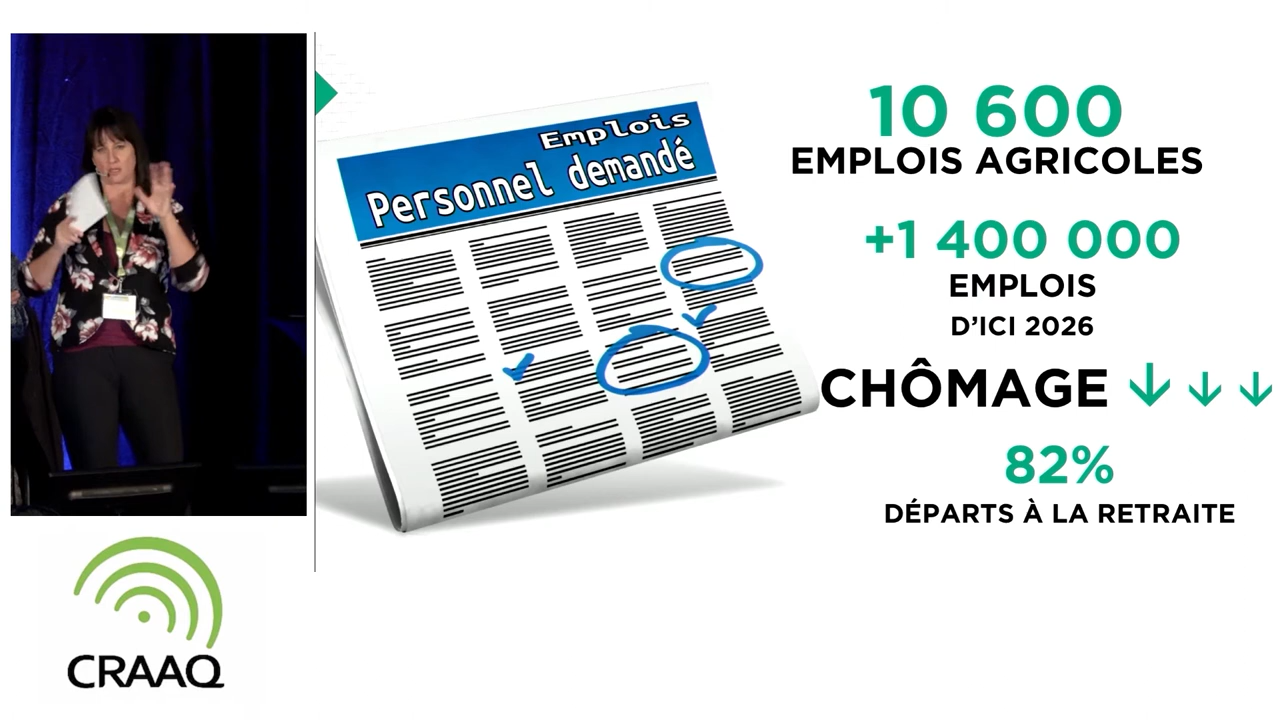 Emplois
Personnel demandé
10 600
EMPLOIS AGRICOLES
+1 400 000
EMPLOIS
D'ICI 2026
CHÔMAGE
82%
DÉPARTS À LA RETRAITE
CRAAQ